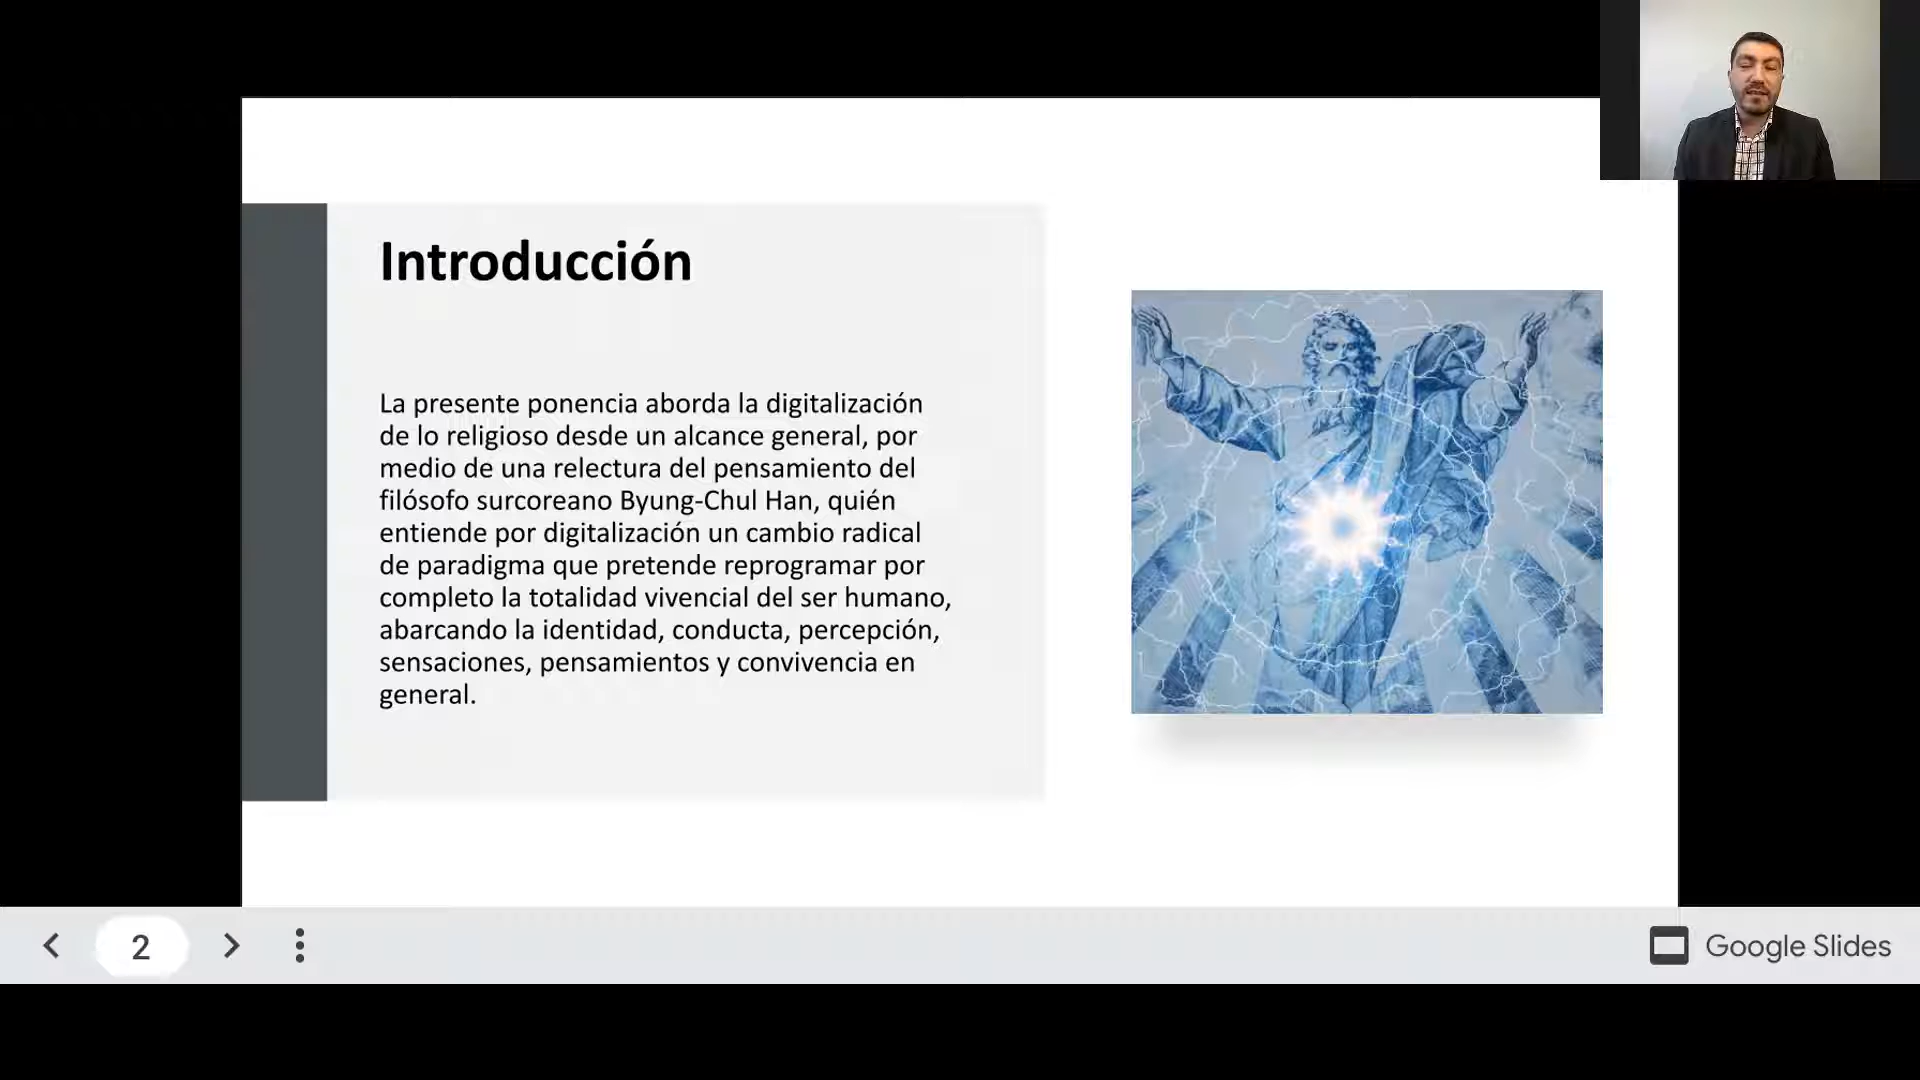 Introducción
La presente ponencia aborda la digitalización
de lo religioso desde un alcance general, por
medio de una relectura del pensamiento del
filósofo surcoreano Byung-Chul Han, quién
entiende por digitalización un cambio radical
de paradigma que pretende reprogramar por
completo la totalidad vivencial del ser humano,
abarcando la identidad, conducta, percepción,
sensaciones, pensamientos y convivencia en
general.
2
Google Slides